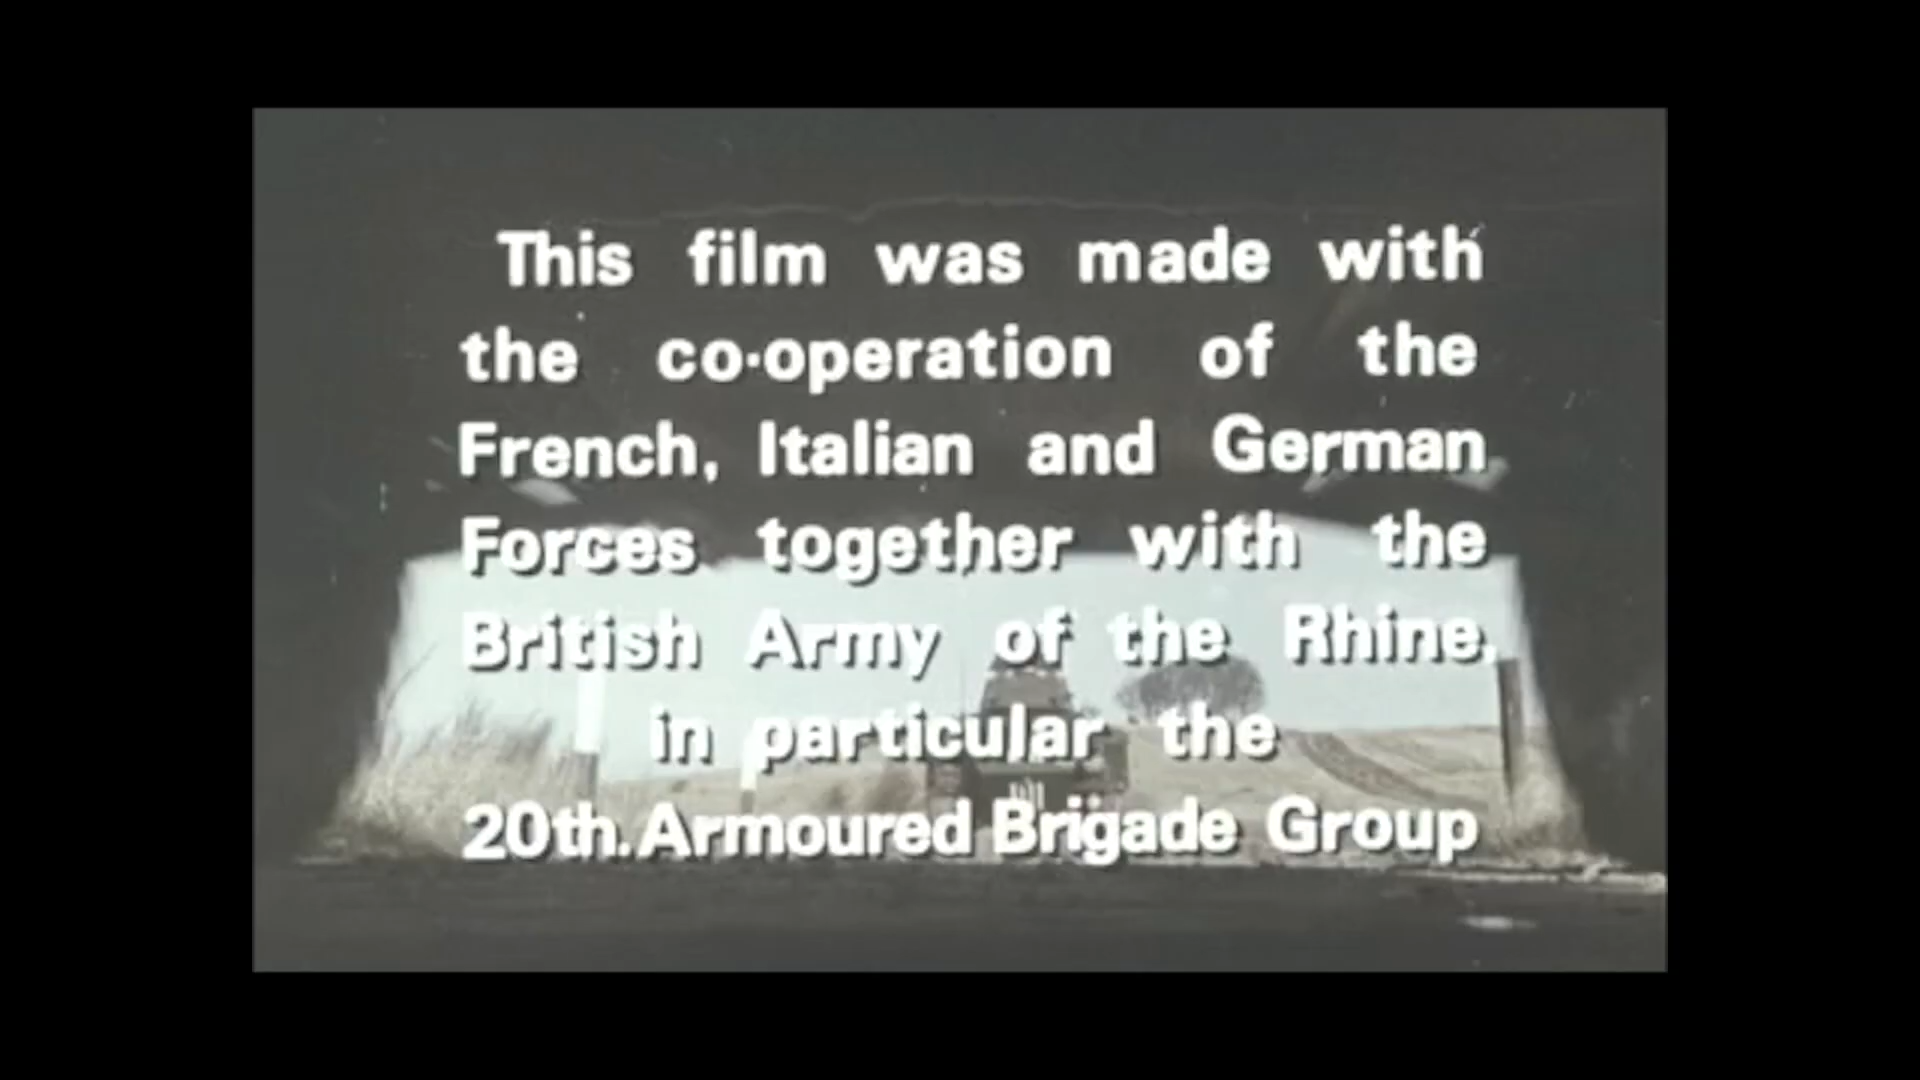 This film was made with
the co-operation of the
French, Italian and German
Forces together with the
British Army of the Rhine,
in particular the
20th. Armoured Brigade Group